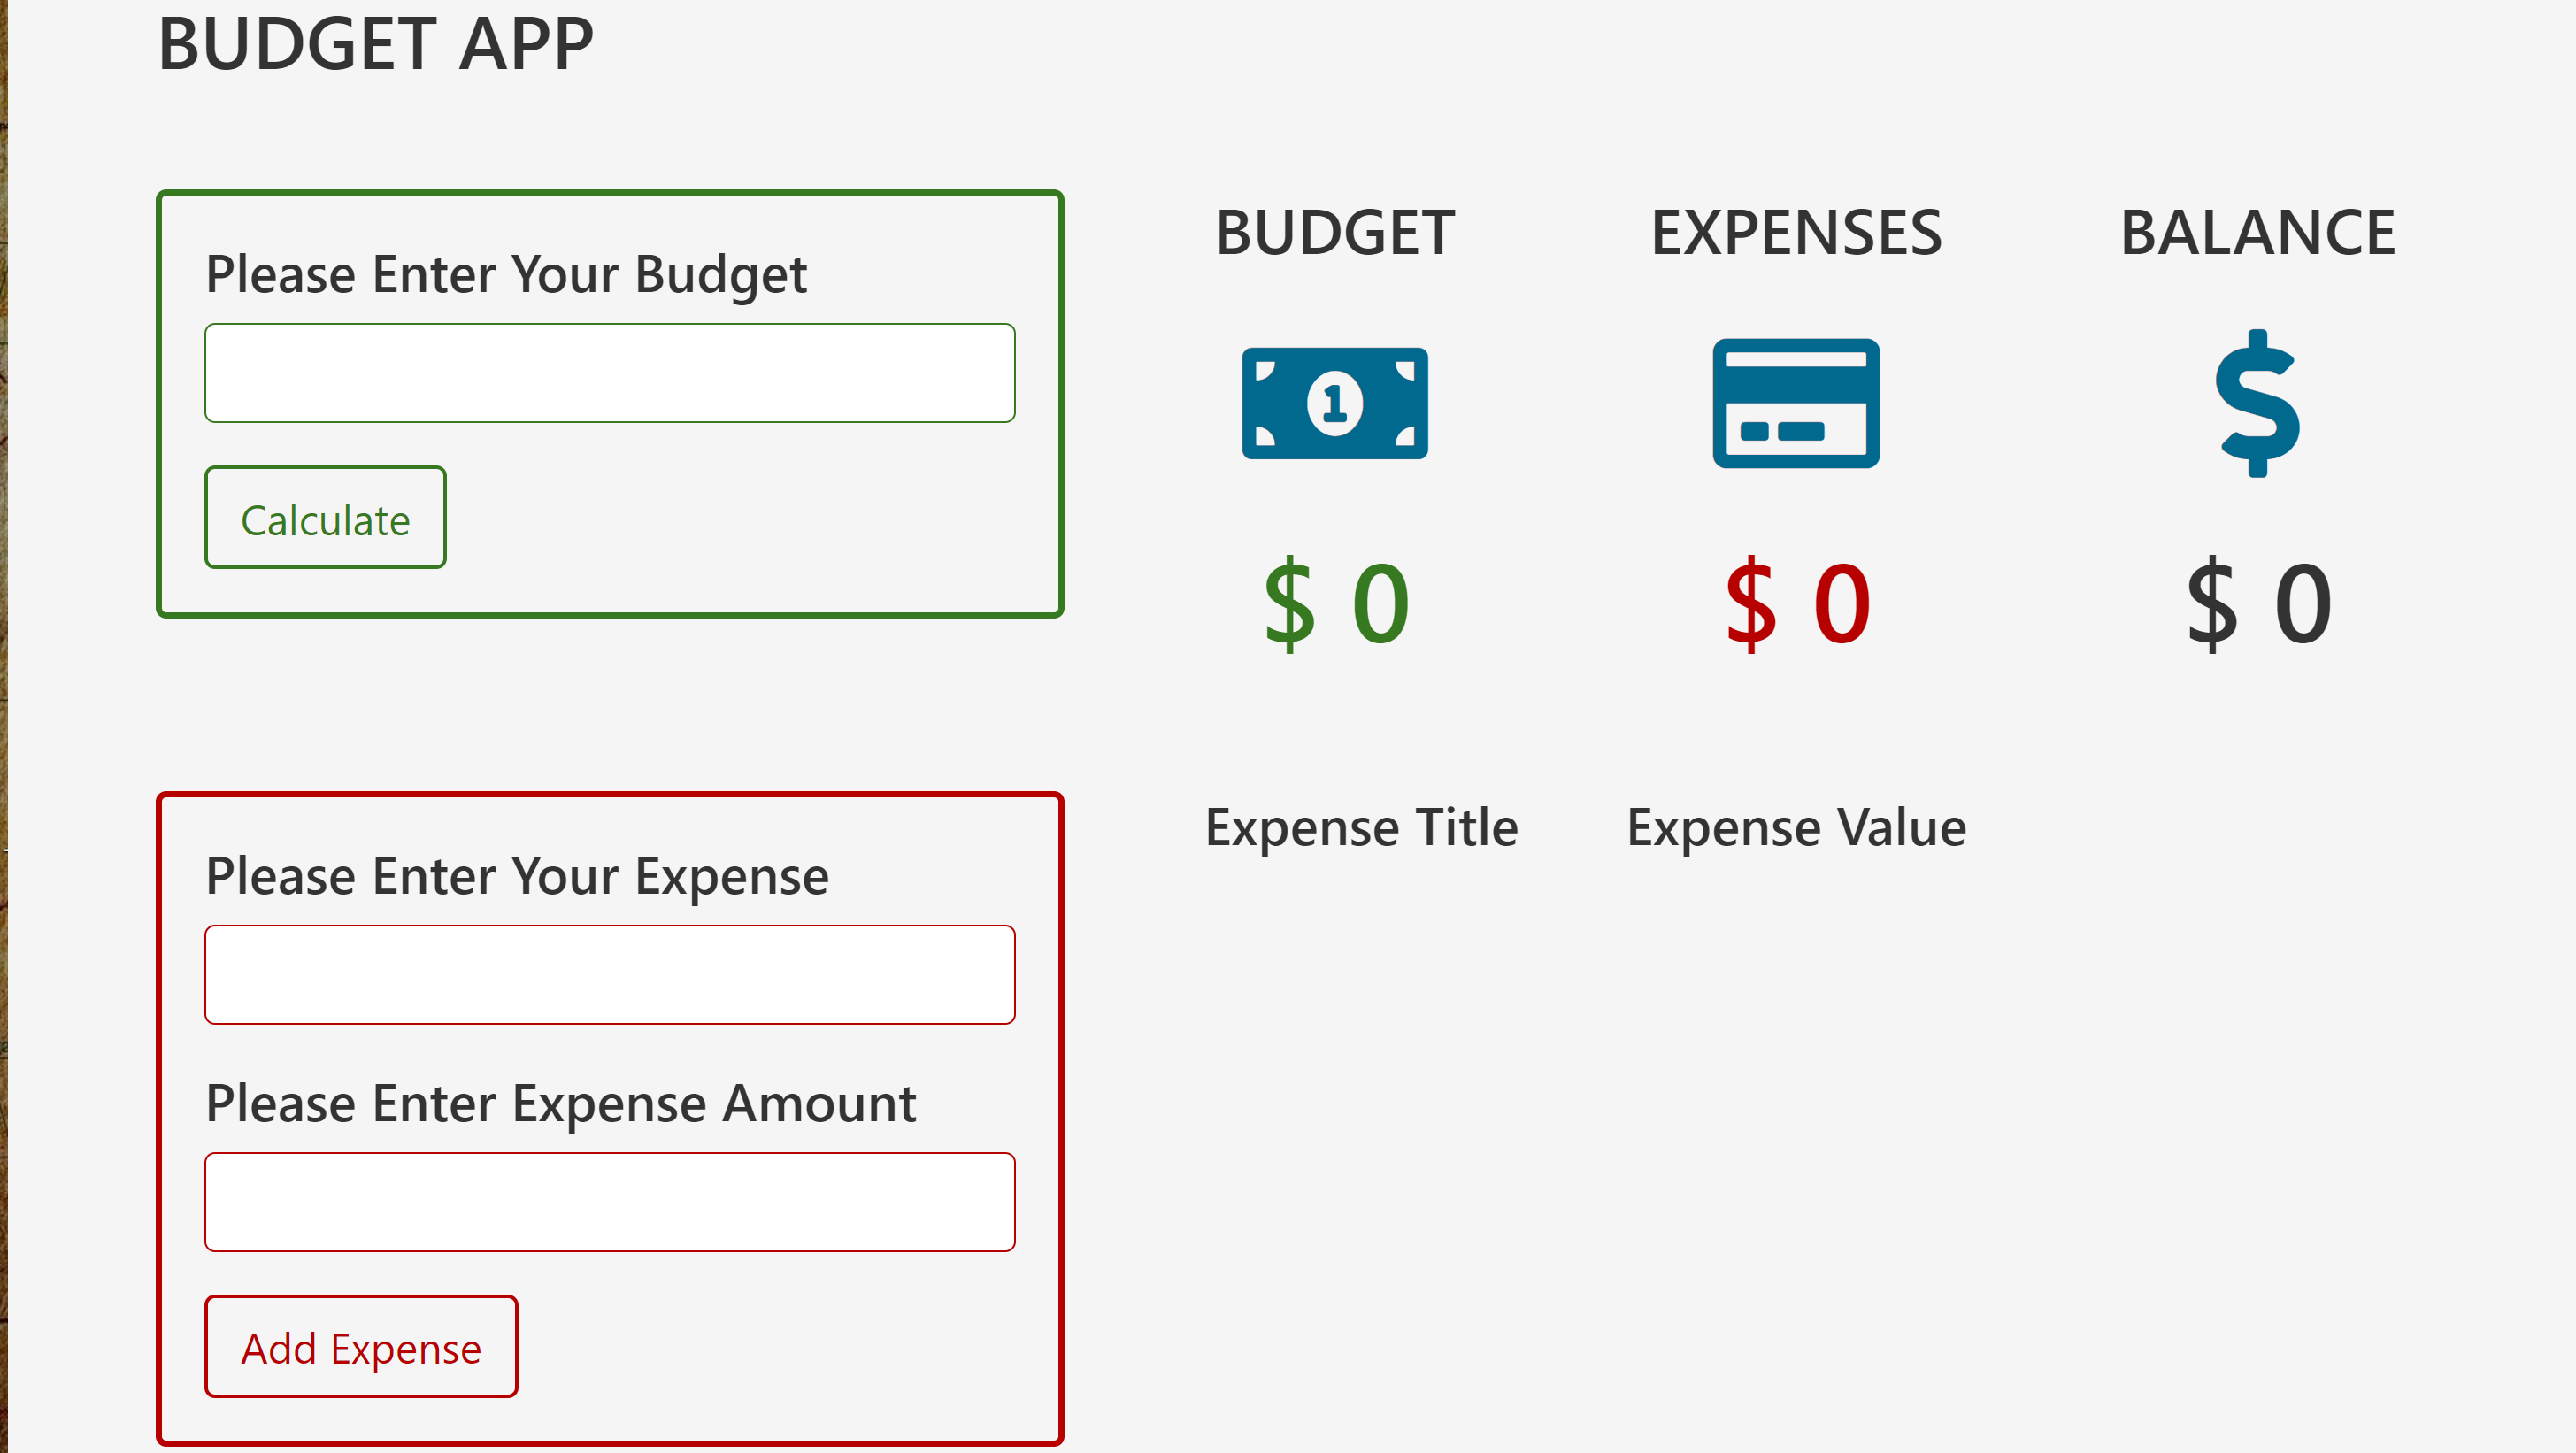 BUDGET APP
Please Enter Your Budget
Calculate
BUDGET
EXPENSES
BALANCE
1
$ 0
$ 0
$ 0
Please Enter Your Expense
Please Enter Expense Amount
Add Expense
Expense Title
Expense Value